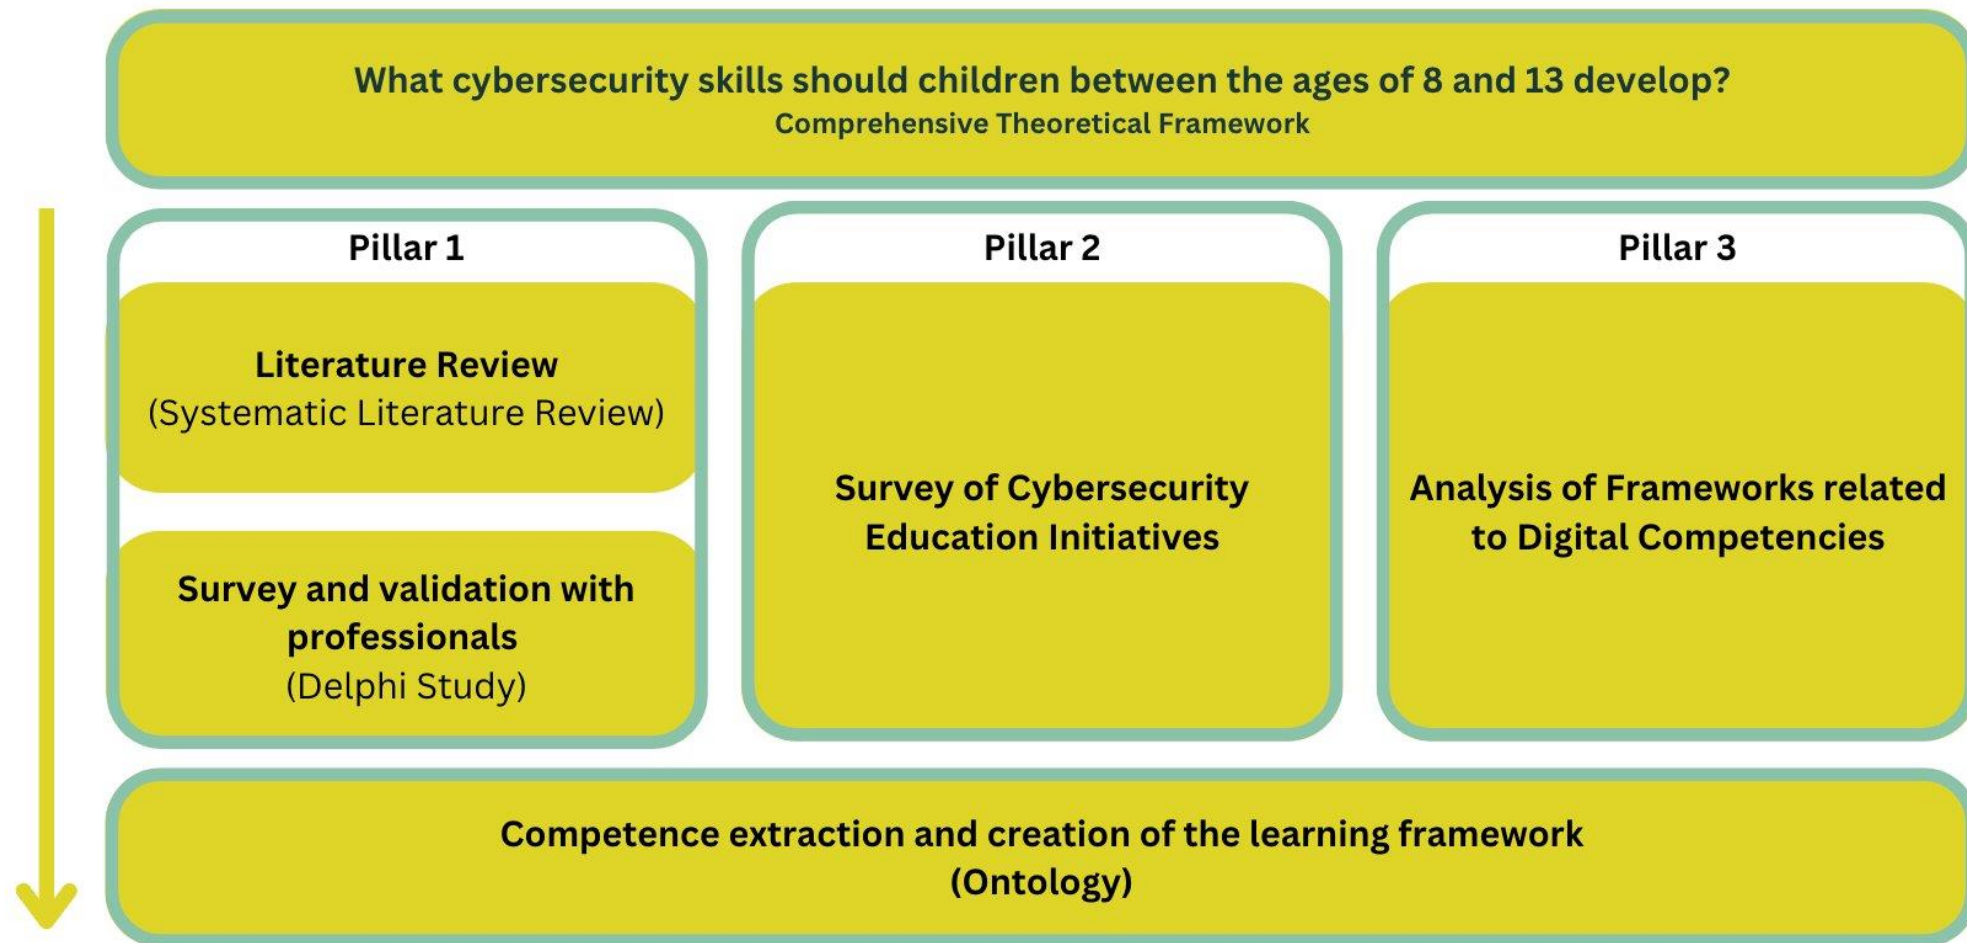 What cybersecurity skills should children between the ages of 8 and 13 develop?
Comprehensive Theoretical Framework
Pillar 1
Literature Review
(Systematic Literature Review)
Survey and validation with
professionals
(Delphi Study)
Pillar 2
Survey of Cybersecurity
Education Initiatives
Pillar 3
Analysis of Frameworks related
to Digital Competencies
Competence extraction and creation of the learning framework
(Ontology)